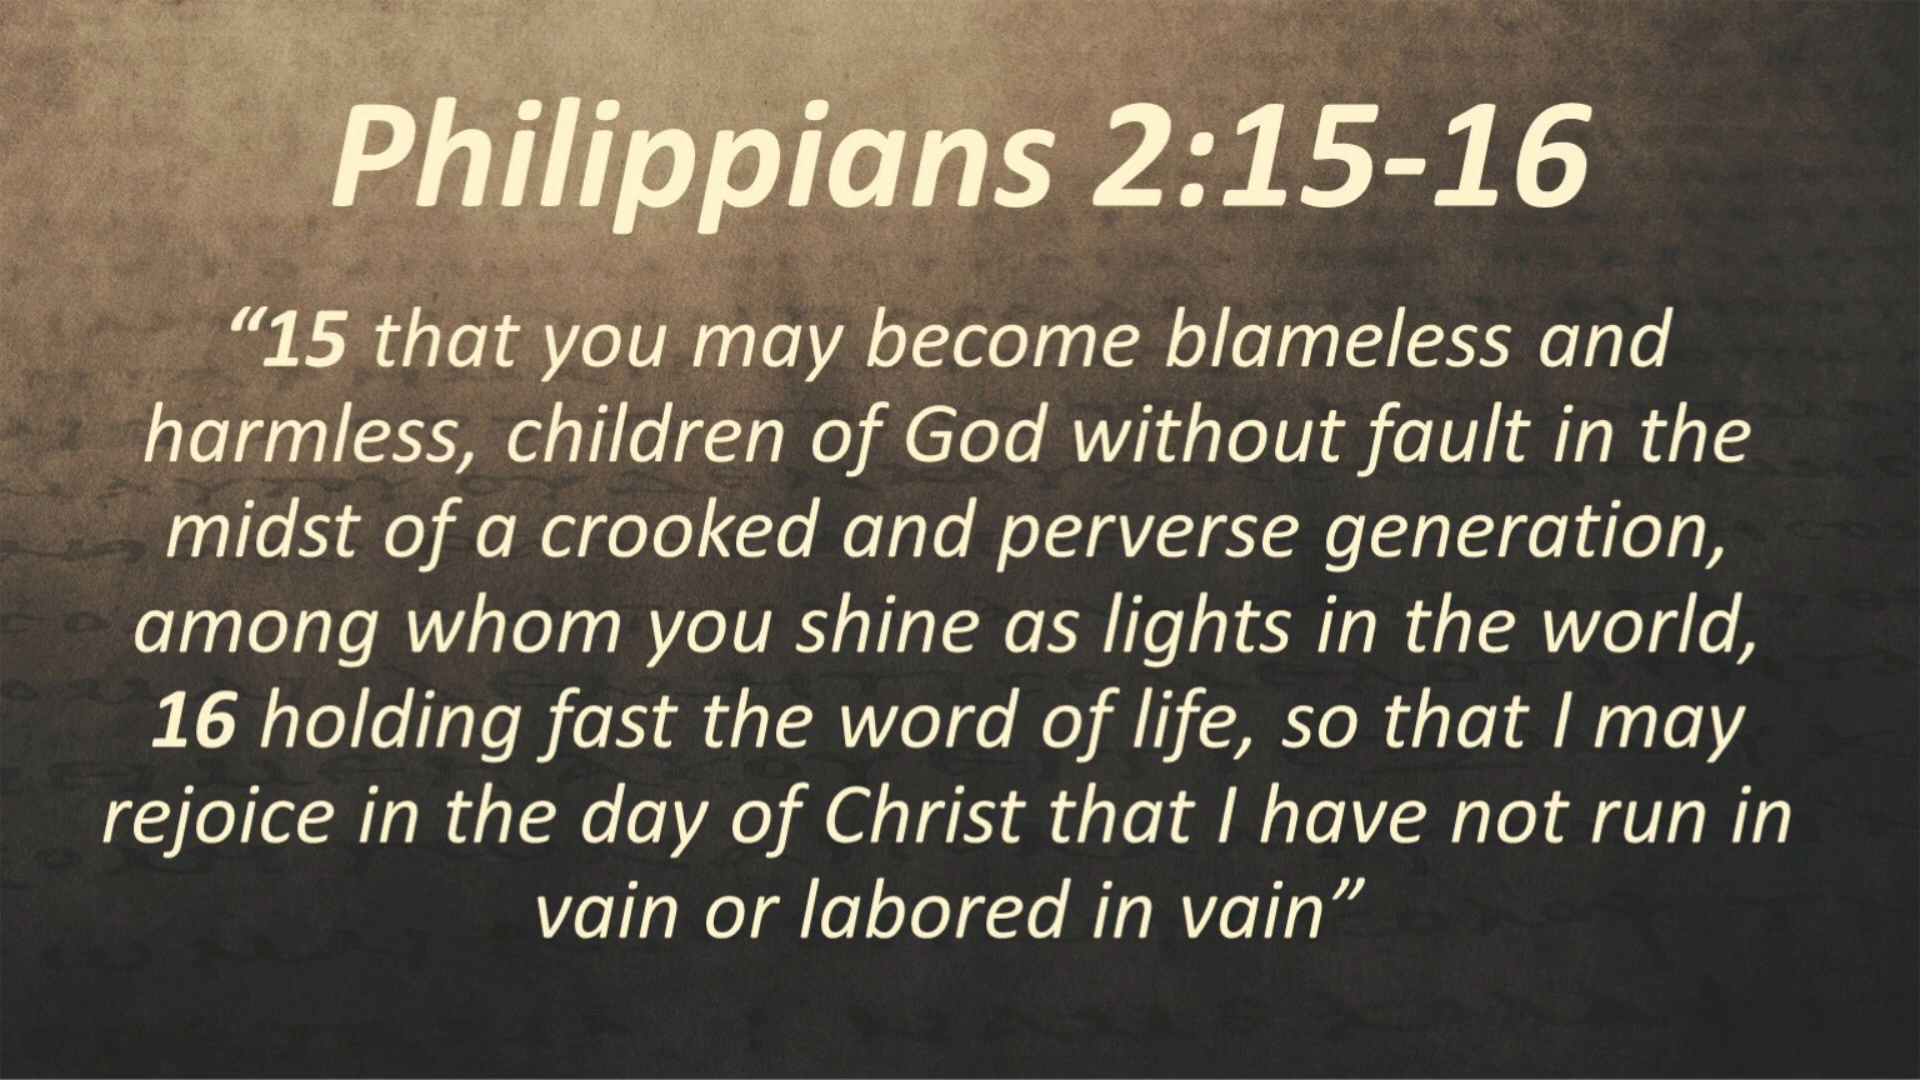 Philippians 2:15-16
“15 that you may become blameless and
harmless, children of God without fault in the
midst of a crooked and perverse generation,
among whom you shine as lights in the world,
16 holding fast the word of life, so that I may
rejoice in the day of Christ that I have not run in
vain or labored in vain”